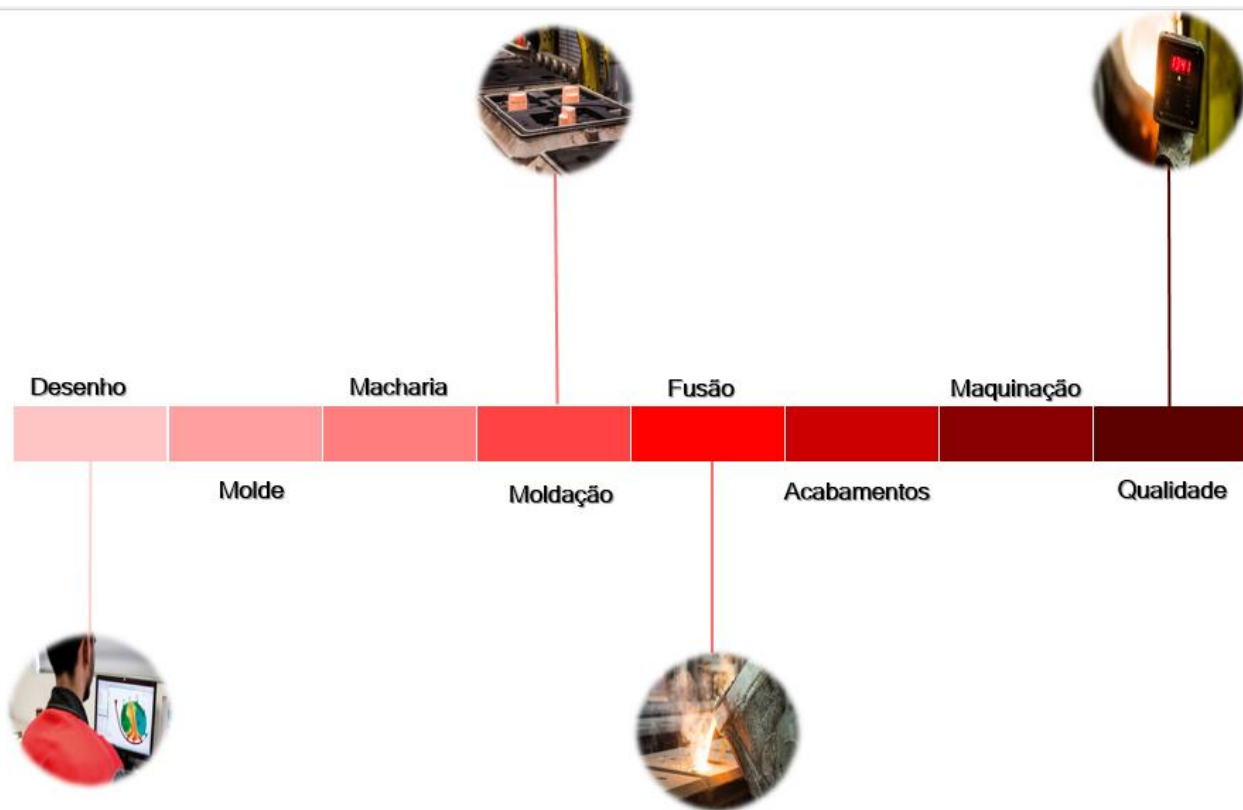 Desenho
Molde
Macharia
Moldação
Fusão
Acabamentos
Maquinação
Qualidade